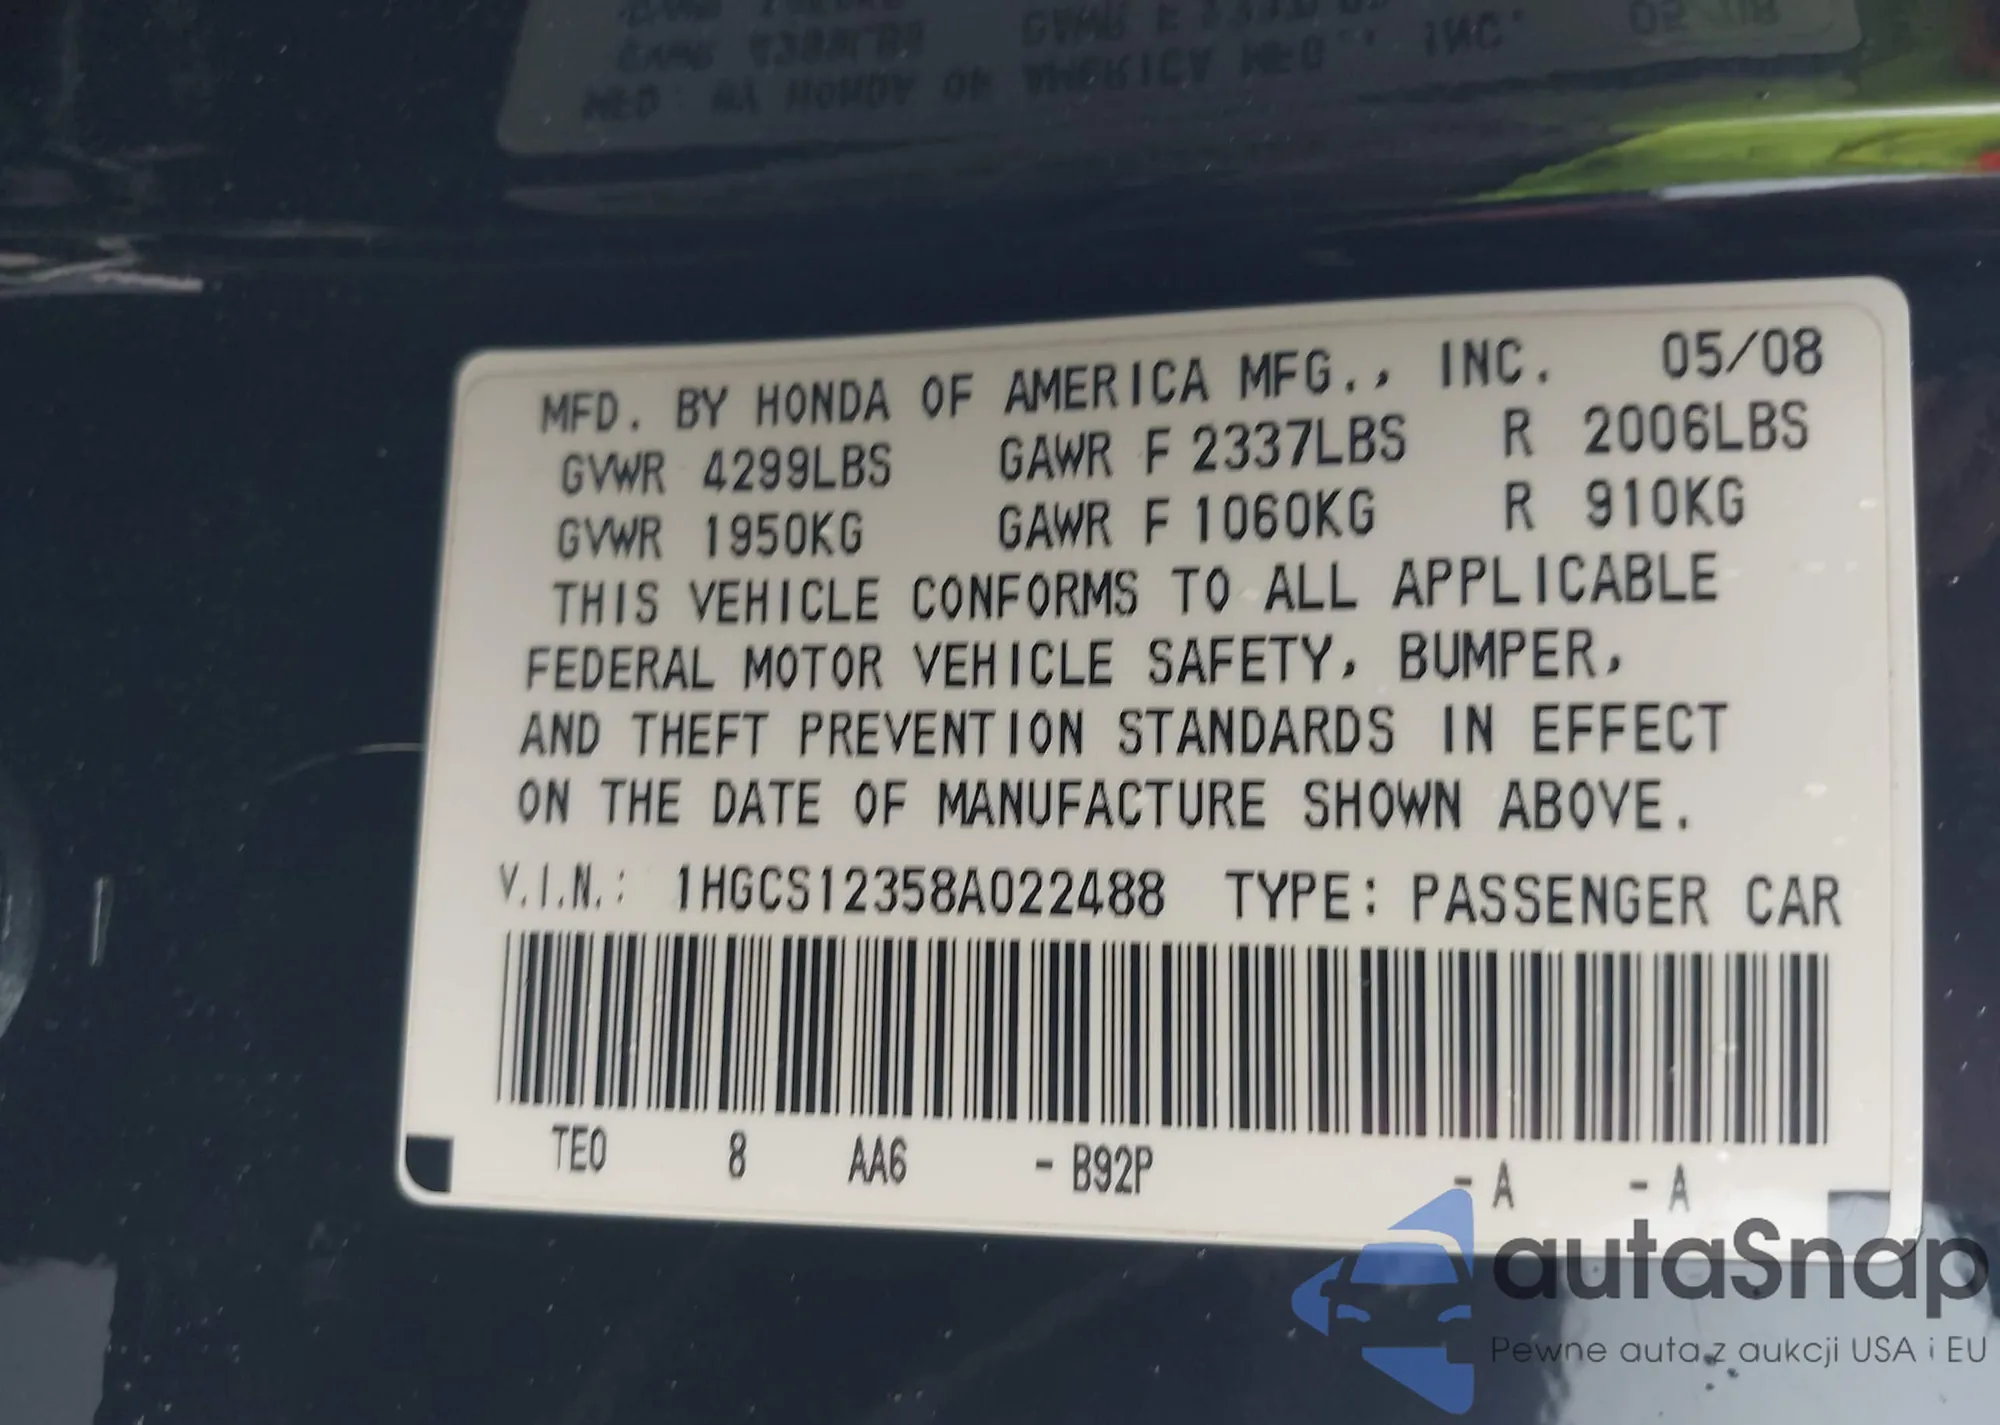 MFD. BY HONDA OF AMERICA MFG., INC. 05/08
GVWR 4299LBS GAWR F 2337LBS R 2006LBS
GVWR 1950KG GAWR F 1060KG R 910KG
THIS VEHICLE CONFORMS TO ALL APPLICABLE
FEDERAL MOTOR VEHICLE SAFETY, BUMPER,
AND THEFT PREVENTION STANDARDS IN EFFECT
ON THE DATE OF MANUFACTURE SHOWN ABOVE.
V.I.N.: 1HGCS12358A022488 TYPE: PASSENGER CAR
TE0 8 AA6 - B92P - A - A
autaSnap
Pewne auta z aukcji USA i EU